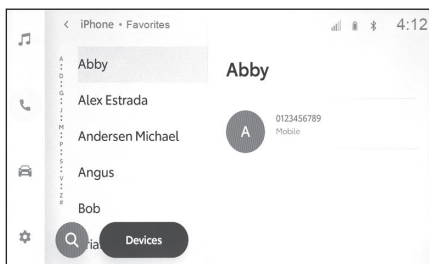 iPhone • Favorites
4:12
A
D
G
J
M
P
S
V
Z
#
Abby
Alex Estrada
Andersen Michael
Angus
Bob
Devices
Abby
A
0123456789
Mobile